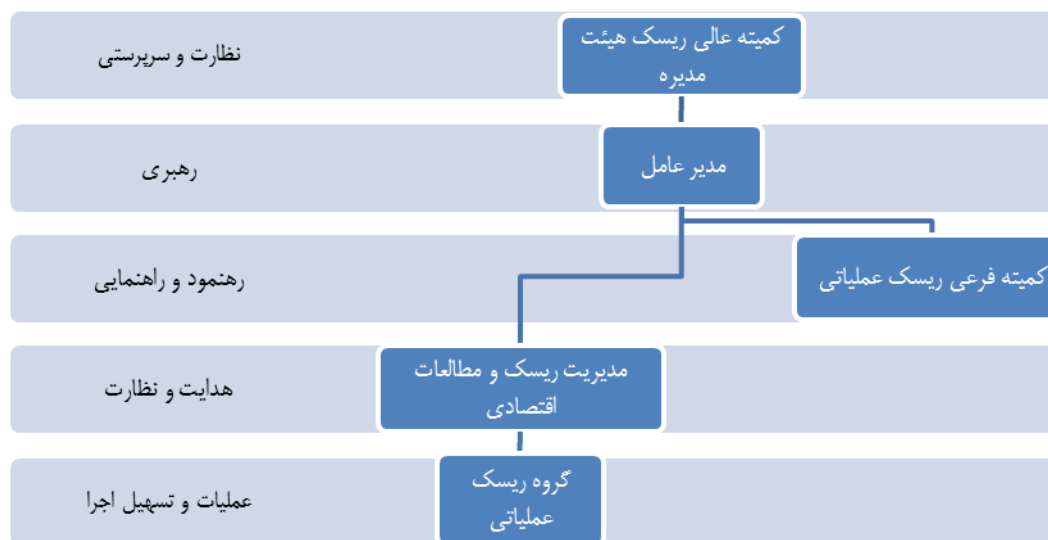 کمیته عالی ریسک هیئت
مدیره
نظارت و سرپرستی
مدیر عامل
رهبری
کمیته فرعی ریسک عملیاتی
رهنمود و راهنمایی
مدیریت ریسک و مطالعات
اقتصادی
هدایت و نظارت
گروه ریسک
عملیاتی
عملیات و تسهیل اجرا